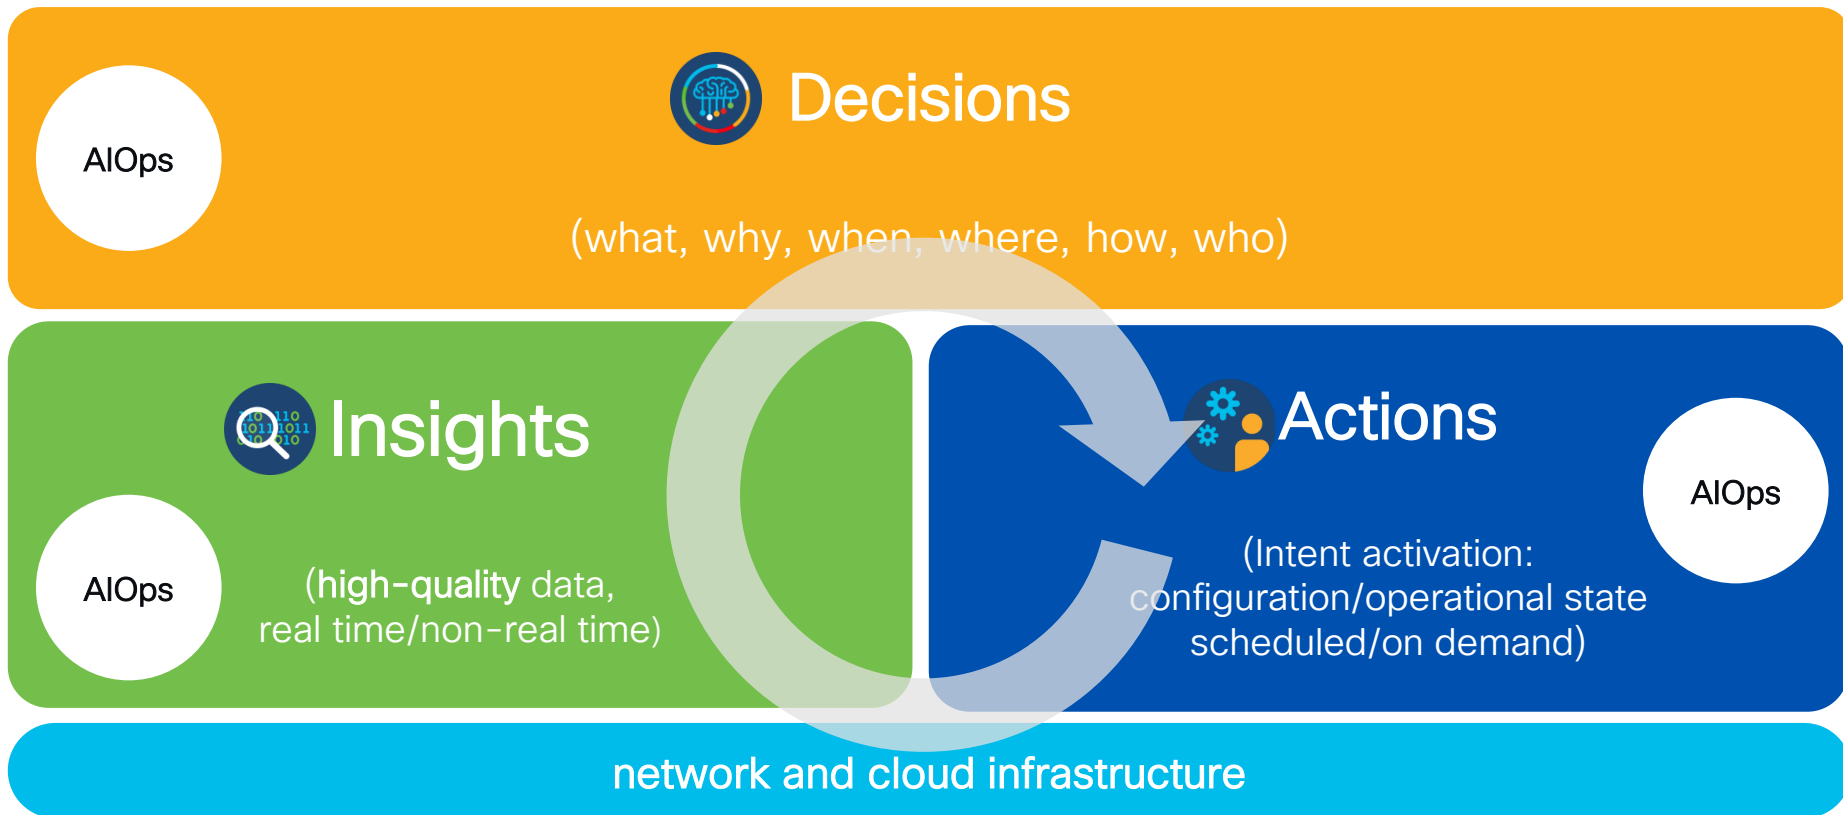 Decisions
AIOps
(what, why, when, where, how, who)
Insights
AIOps
(high-quality data,
real time/non-real time)
Actions
AIOps
(Intent activation:
configuration/operational state
scheduled/on demand)
network and cloud infrastructure